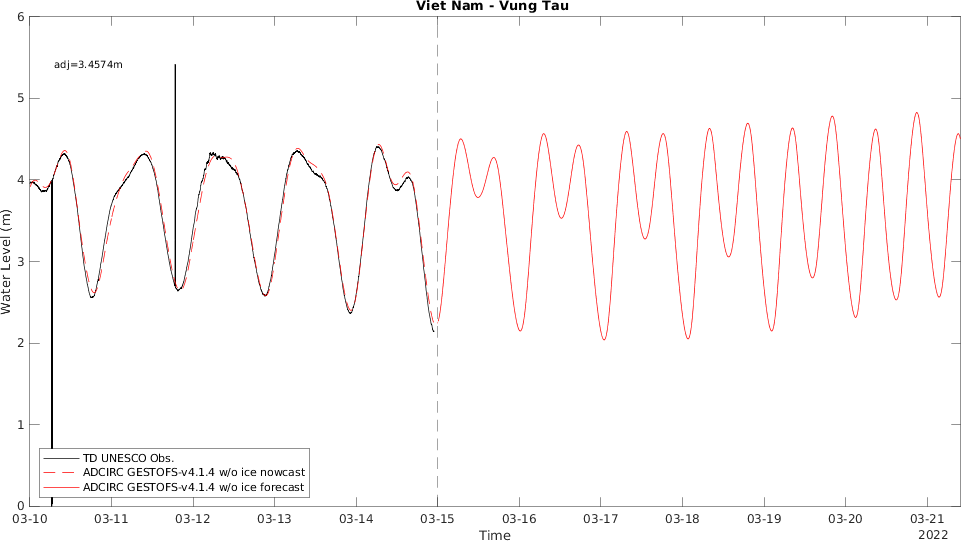 Viet Nam - Vung Tau
6
adj=3.4574m
5
4
3
2
1
0
Water Level (m)
TD UNESCO Obs.
ADCIRC GESTOFS-v4.1.4 w/o ice nowcast
ADCIRC GESTOFS-v4.1.4 w/o ice forecast
03-10 03-11 03-12 03-13 03-14 03-15 03-16 03-17 03-18 03-19 03-20 03-21
Time
2022